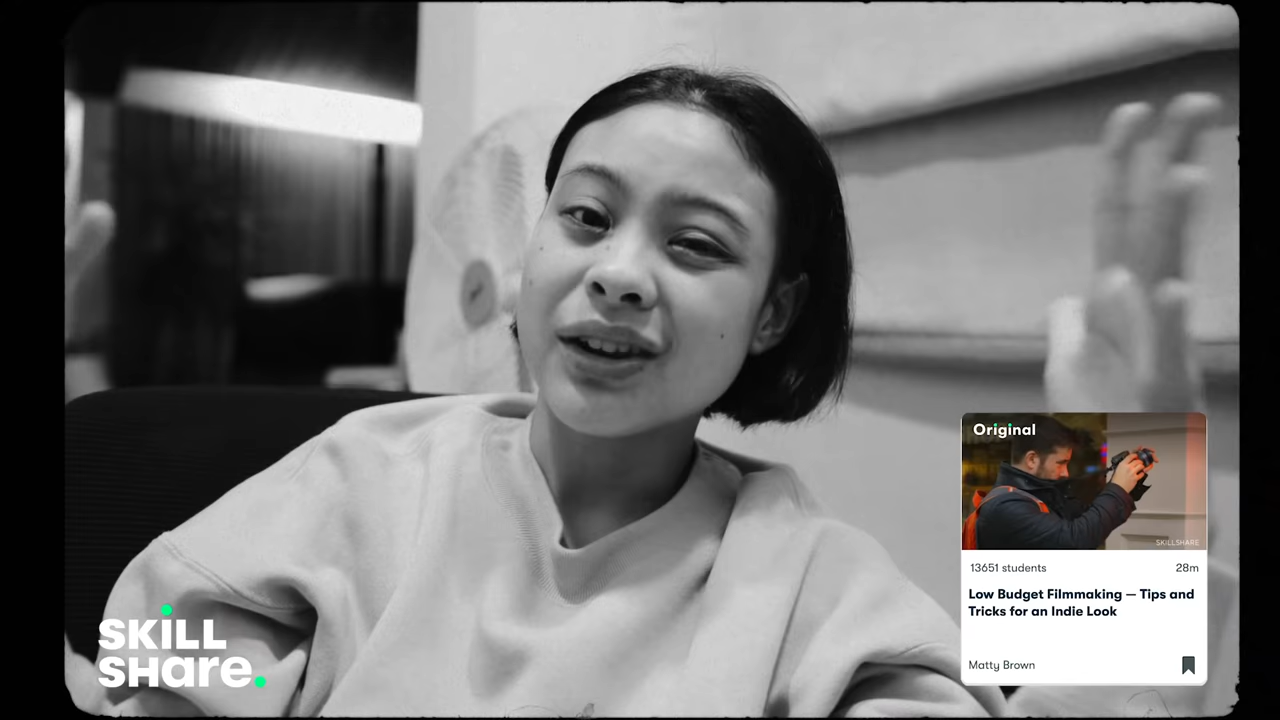 SKiLL
SHare.
Original
SKILLSHARE
13651 students
28m
Low Budget Filmmaking — Tips and
Tricks for an Indie Look
Matty Brown